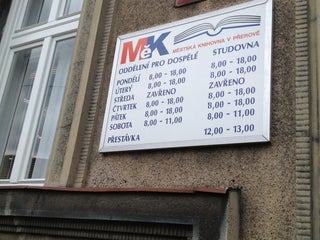 MěK
MĚSTSKÁ KNIHOVNA V PŘEROVĚ
ODDĚLENÍ PRO DOSPĚLÉ STUDOVNA
PONDĚLÍ 8,00 - 18,00 8,00 - 18,00
ÚTERÝ 8,00 - 18,00 8,00 - 18,00
STŘEDA ZAVŘENO ZAVŘENO
ČTVRTEK 8,00 - 18,00 8,00 - 18,00
PÁTEK 8,00 - 18,00 8,00 - 18,00
SOBOTA 8,00 - 11,00 8,00 - 11,00
PŘESTÁVKA 12,00 - 13,00